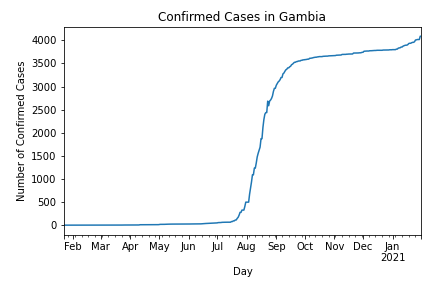 Confirmed Cases in Gambia
Number of Confirmed Cases
4000
3500
3000
2500
2000
1500
1000
500
0
Feb Mar Apr May Jun Jul Aug Sep Oct Nov Dec Jan
2021
Day